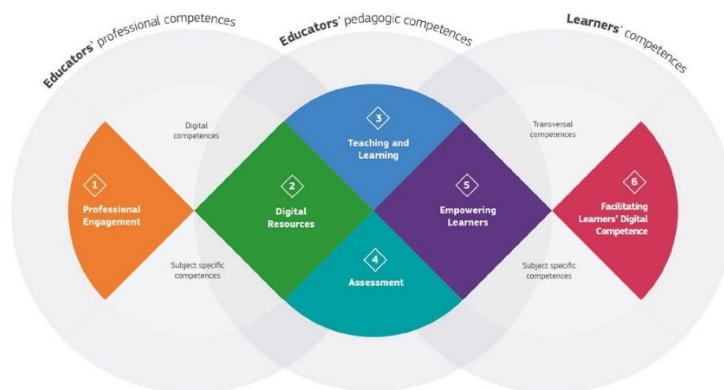 Educators' professional competences
Educators' pedagogic competences
Learners' competences
Digital
competences
Subject specific
competences
1
Professional
Engagement
2
Digital
Resources
3
Teaching and
Learning
4
Assessment
5
Empowering
Learners
Transversal
competences
Subject specific
competences
6
Facilitating
Learners' Digital
Competence